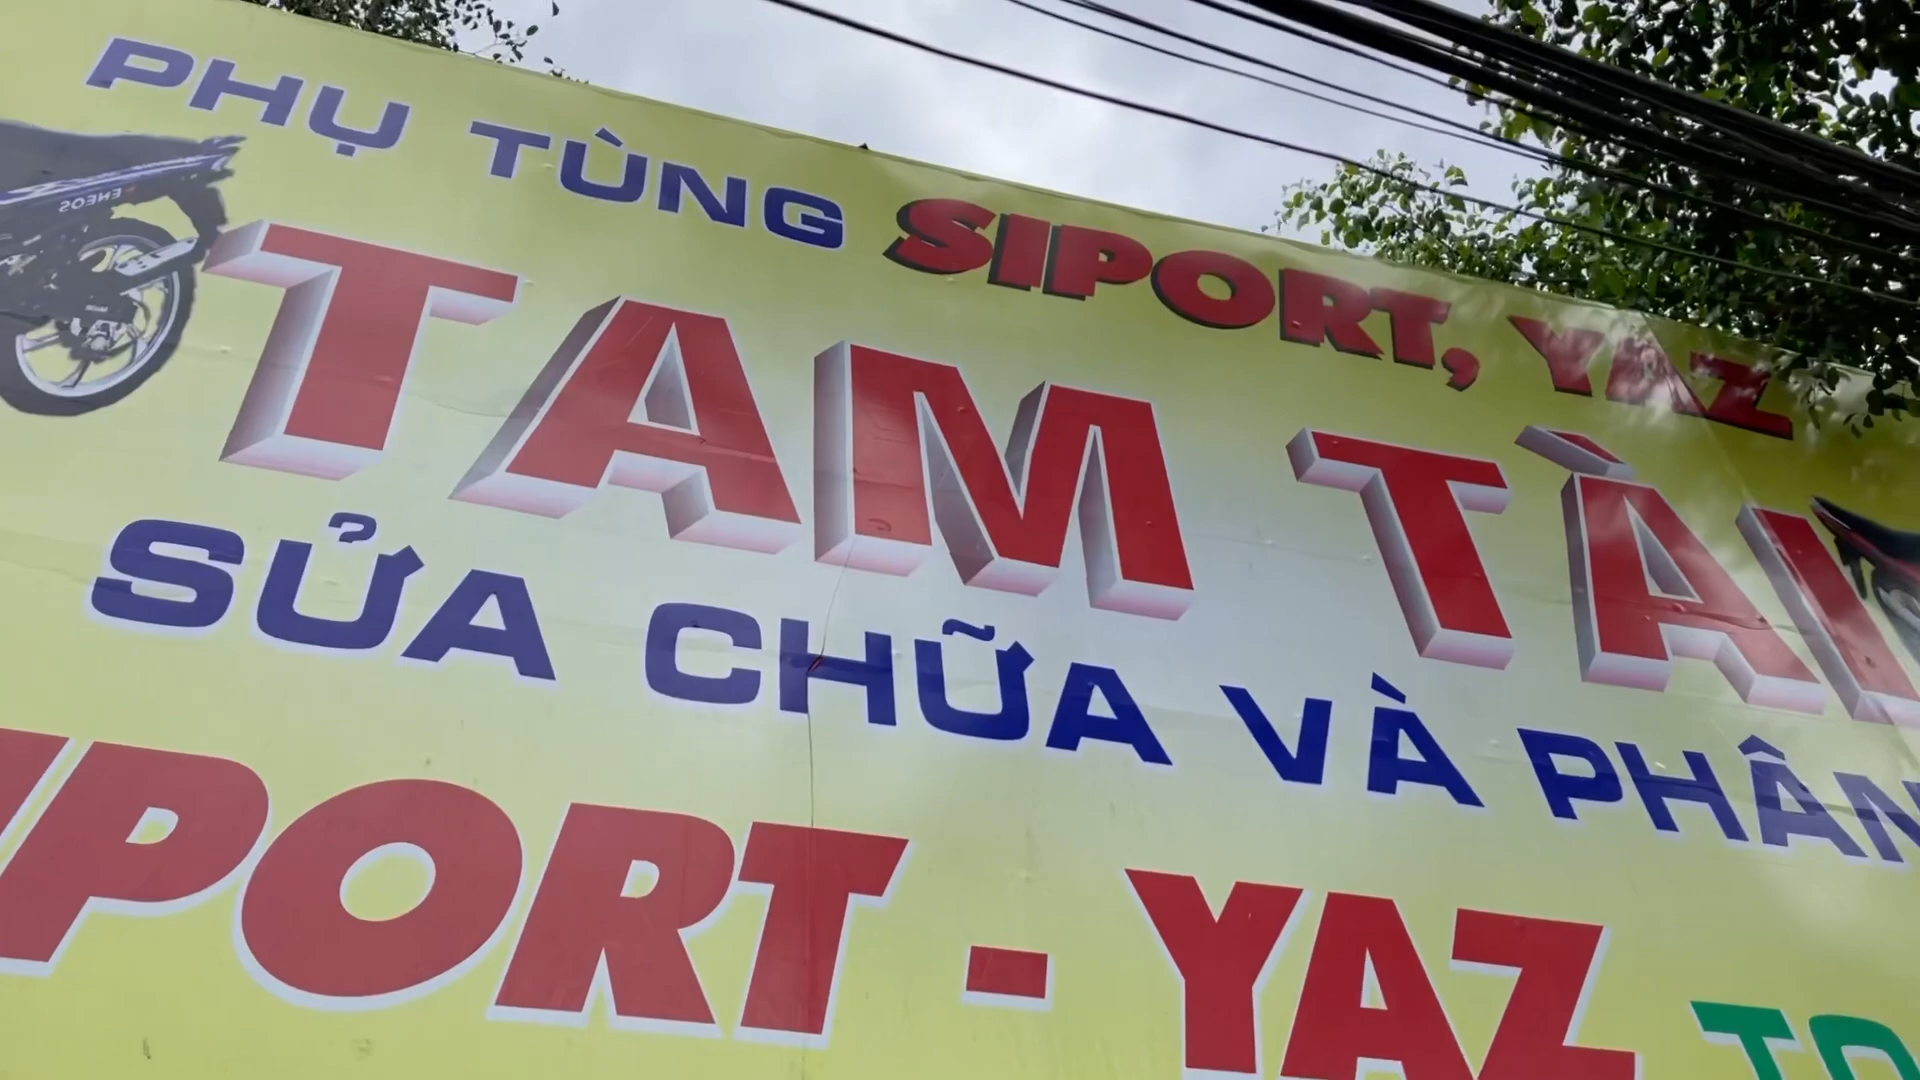 PHỤ TÙNG SIPORT, YAZ
ENEOS
TAM TÀI
SỬA CHỮA VÀ PHÂN
PORT - YAZ